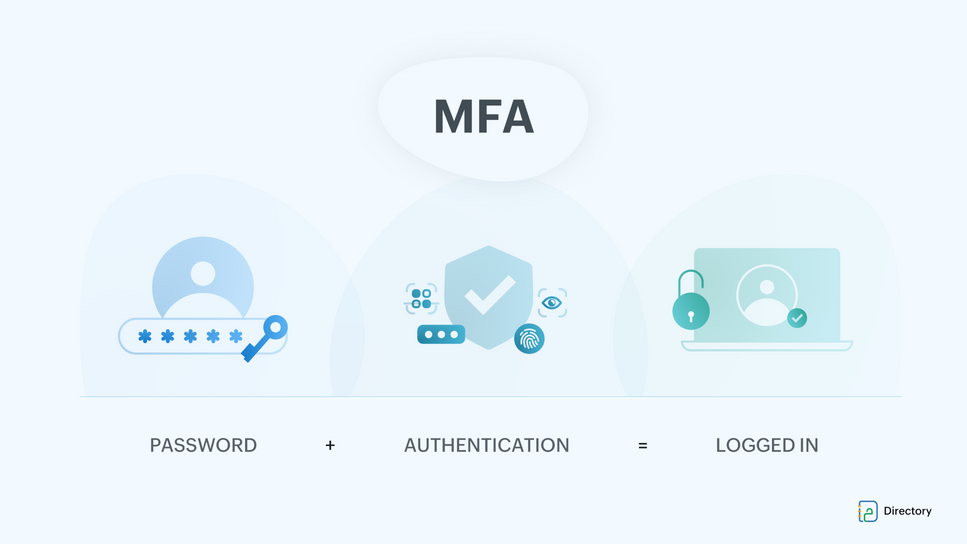 MFA
*****
PASSWORD + AUTHENTICATION = LOGGED IN
Directory